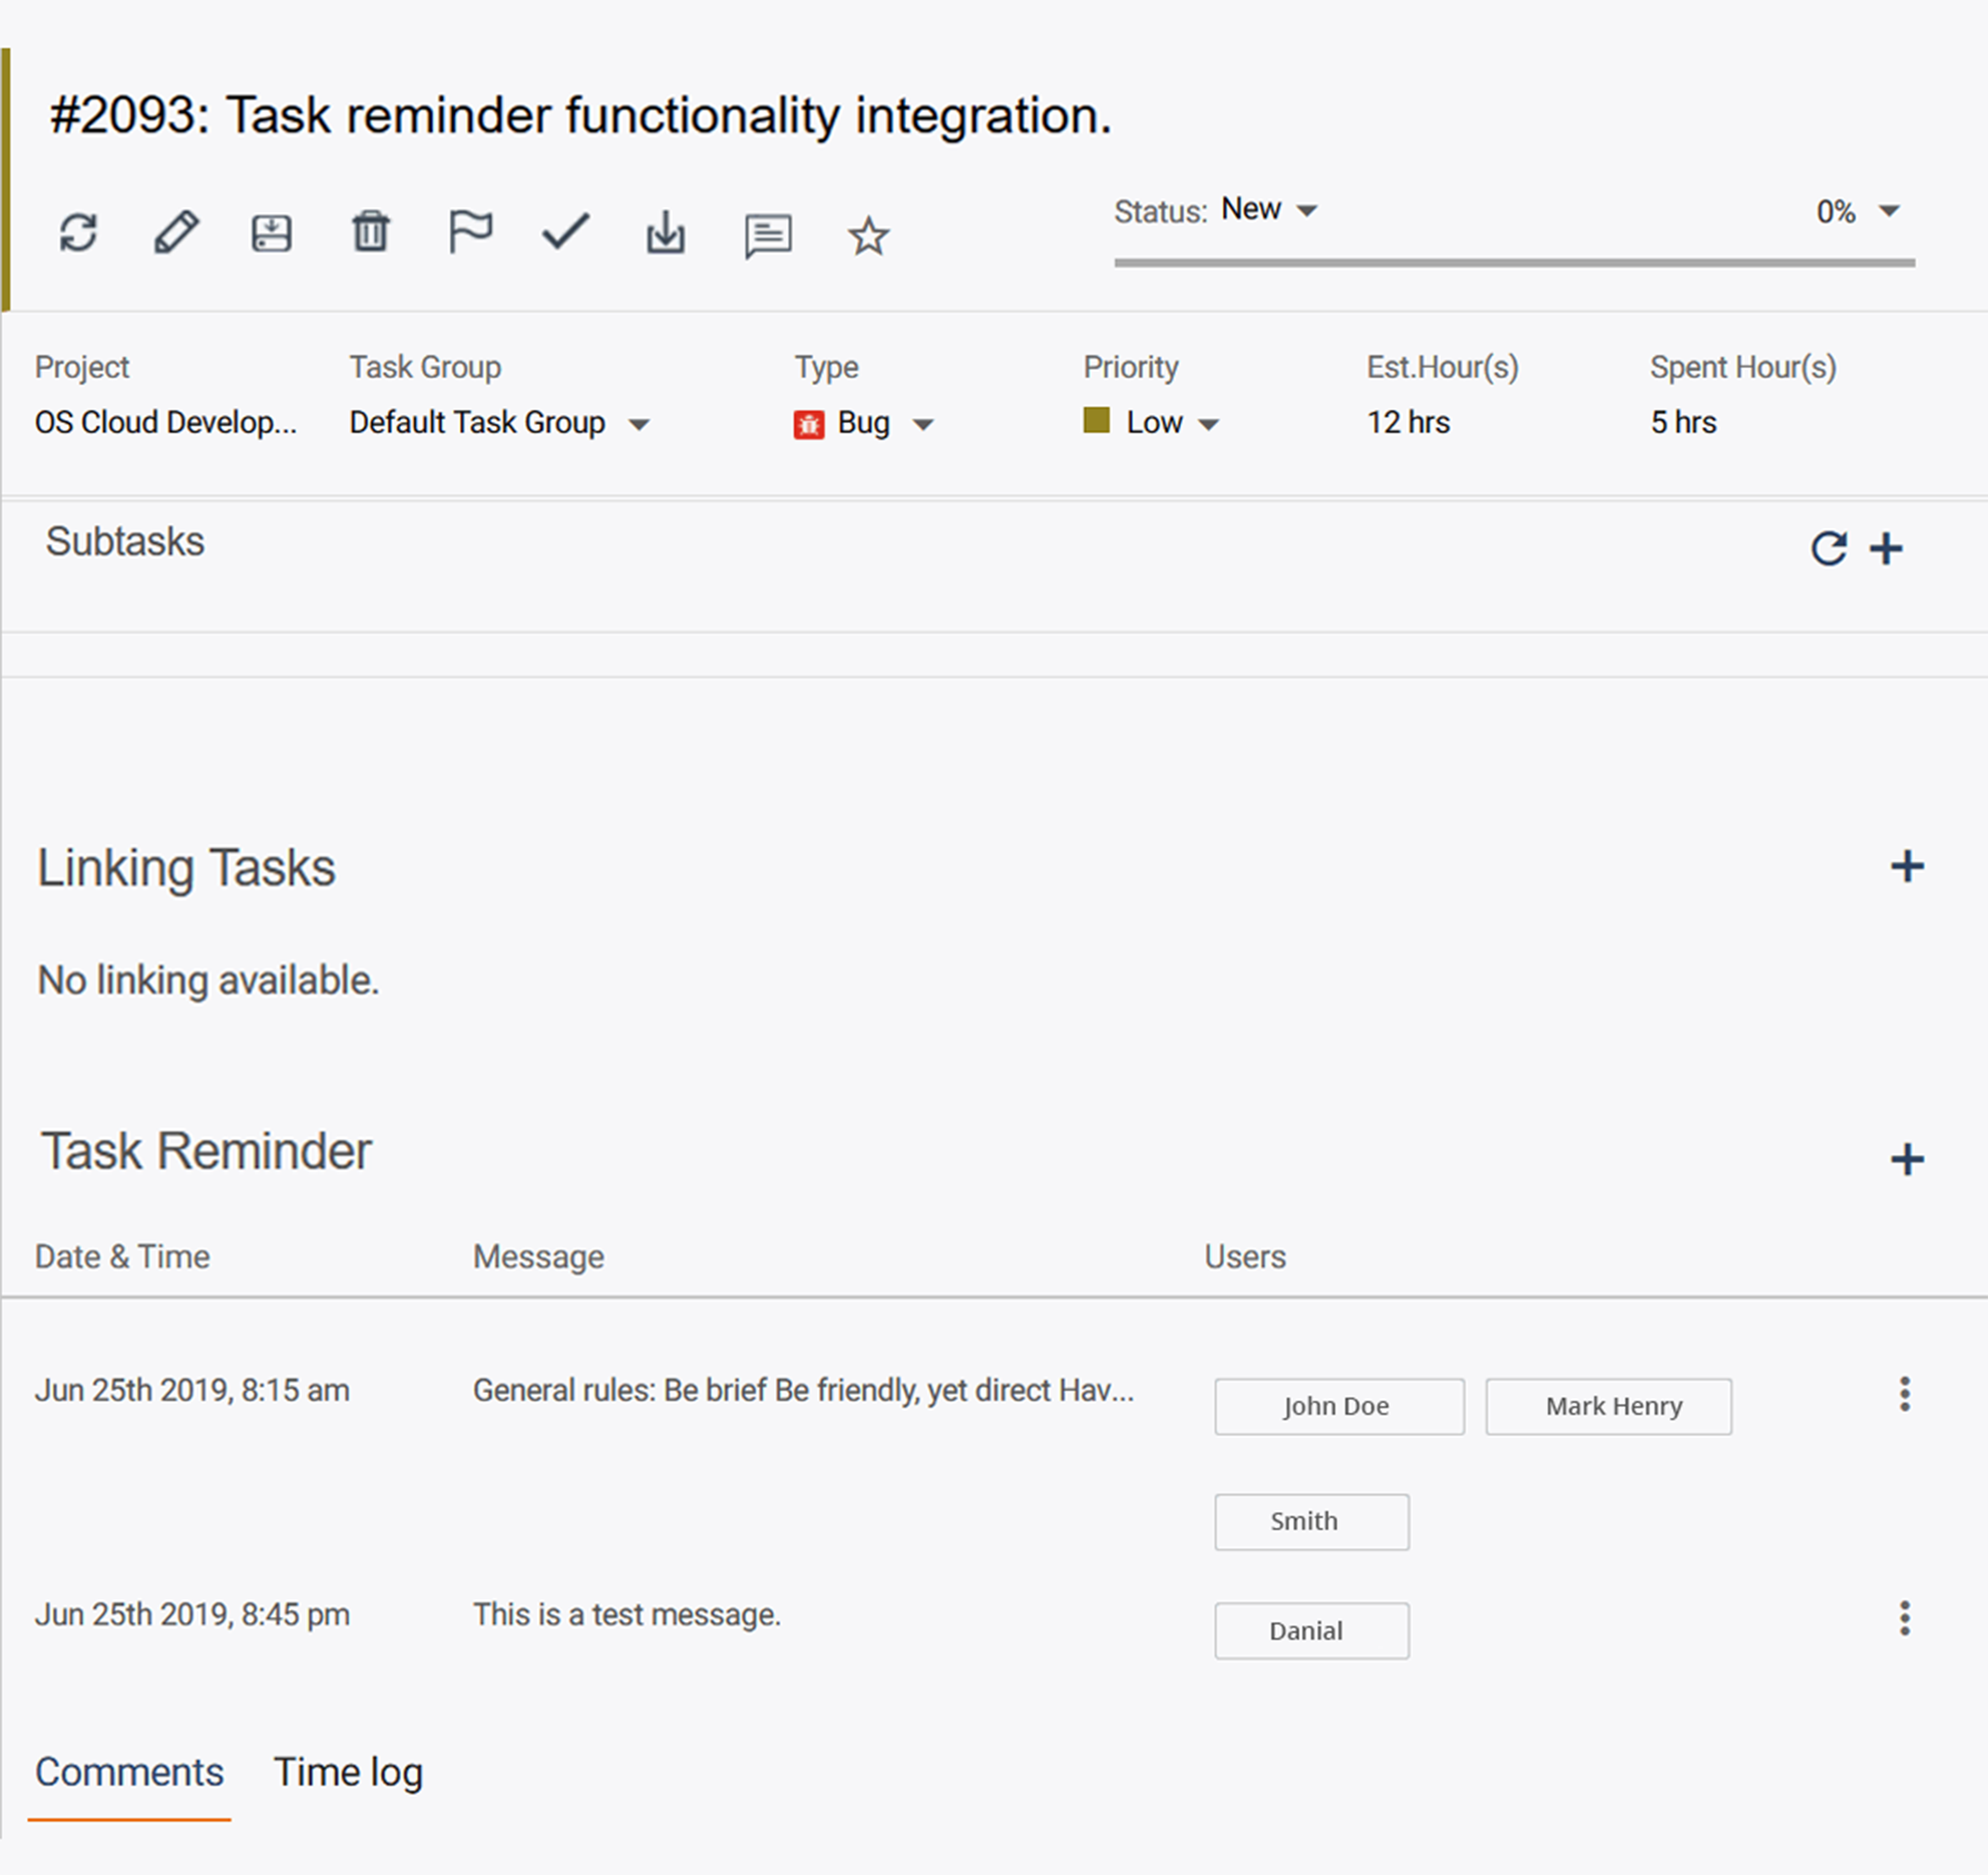 #2093: Task reminder functionality integration.
Status: New 0%
Project Task Group Type Priority Est.Hour(s) Spent Hour(s)
OS Cloud Develop... Default Task Group Bug Low 12 hrs 5 hrs
Subtasks
Linking Tasks
No linking available.
Task Reminder
Date & Time Message Users
Jun 25th 2019, 8:15 am General rules: Be brief Be friendly, yet direct Hav... John Doe Mark Henry
Smith
Jun 25th 2019, 8:45 pm This is a test message. Danial
Comments Time log